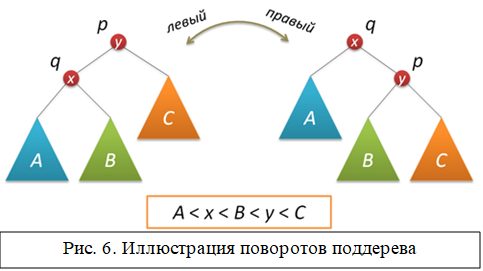 p левый правый q
q y x p
x y
C A
A B B C
A < x < B < y < C
Рис. 6. Иллюстрация поворотов поддерева